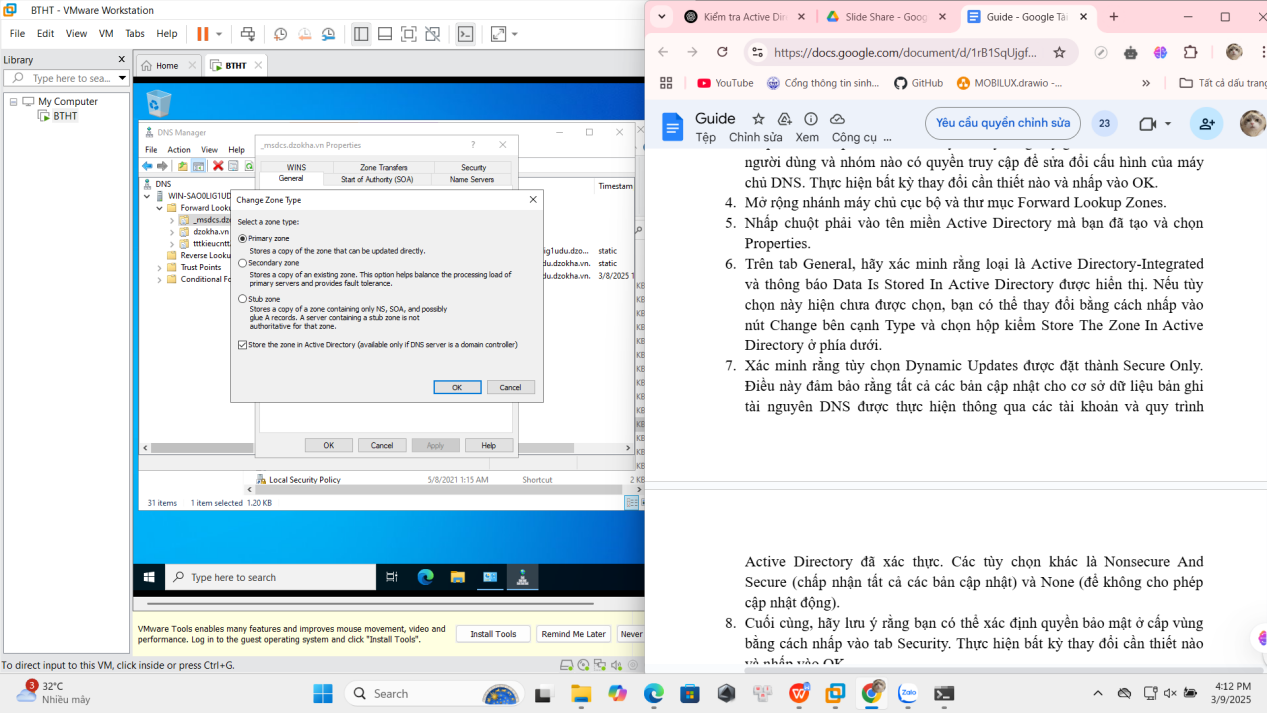 BTHT - VMware Workstation
File Edit View VM Tabs Help
Library
Type here to sea...
My Computer
BTHT
Home
BTHT
DNS Manager
File Action View Help
DNS
WIN-SAO0LIG1UD
Forward Looku
_msdcs.dzo
dzokha.vn
tttkieucntt.
Reverse Looku
Trust Points
Conditional Fo
Timestam
ig1udu.dzo... static
du.dzokha.vn. static
du.dzokha.vn. 3/8/2025 1
_msdcs.dzokha.vn Properties
WINS Zone Transfers Security
General Start of Authority (SOA) Name Servers
Change Zone Type
Select a zone type:
Primary zone
Stores a copy of the zone that can be updated directly.
Secondary zone
Stores a copy of an existing zone. This option helps balance the processing load of
primary servers and provides fault tolerance.
Stub zone
Stores a copy of a zone containing only NS, SOA, and possibly
glue A records. A server containing a stub zone is not
authoritative for that zone.
Store the zone in Active Directory (available only if DNS server is a domain controller)
OK Cancel
OK Cancel Apply Help
Local Security Policy 5/8/2021 1:15 AM Shortcut 2 KB
31 items 1 item selected 1.20 KB
Type here to search
VMware Tools enables many features and improves mouse movement, video and
performance. Log in to the guest operating system and click "Install Tools".
Install Tools Remind Me Later Never
To direct input to this VM, click inside or press Ctrl+G.
Kiểm tra Active Di
Slide Share - Goog
Guide - Google Tài
https://docs.google.com/document/d/1rB1SqUjgf...
YouTube Cổng thông tin sinh... GitHub MOBILUX.drawio -... Tất cả dấu trang
Guide
Tệp Chỉnh sửa Xem Công cụ ...
Yêu cầu quyền chỉnh sửa
23
người dùng và nhóm nào có quyền truy cập để sửa đổi cấu hình của máy
chủ DNS. Thực hiện bất kỳ thay đổi cần thiết nào và nhấp vào OK.
4. Mở rộng nhánh máy chủ cục bộ và thư mục Forward Lookup Zones.
5. Nhấp chuột phải vào tên miền Active Directory mà bạn đã tạo và chọn
Properties.
6. Trên tab General, hãy xác minh rằng loại là Active Directory-Integrated
và thông báo Data Is Stored In Active Directory được hiển thị. Nếu tùy
chọn này hiện chưa được chọn, bạn có thể thay đổi bằng cách nhấp vào
nút Change bên cạnh Type và chọn hộp kiểm Store The Zone In Active
Directory ở phía dưới.
7. Xác minh rằng tùy chọn Dynamic Updates được đặt thành Secure Only.
Điều này đảm bảo rằng tất cả các bản cập nhật cho cơ sở dữ liệu bản ghi
tài nguyên DNS được thực hiện thông qua các tài khoản và quy trình
Active Directory đã xác thực. Các tùy chọn khác là Nonsecure And
Secure (chấp nhận tất cả các bản cập nhật) và None (để không cho phép
cập nhật động).
8. Cuối cùng, hãy lưu ý rằng bạn có thể xác định quyền bảo mật ở cấp vùng
bằng cách nhấp vào tab Security. Thực hiện bất kỳ thay đổi cần thiết nào
và nhấp vào OK.
3
32°C
Nhiều mây
Search
Zalo
4:12 PM
3/9/2025